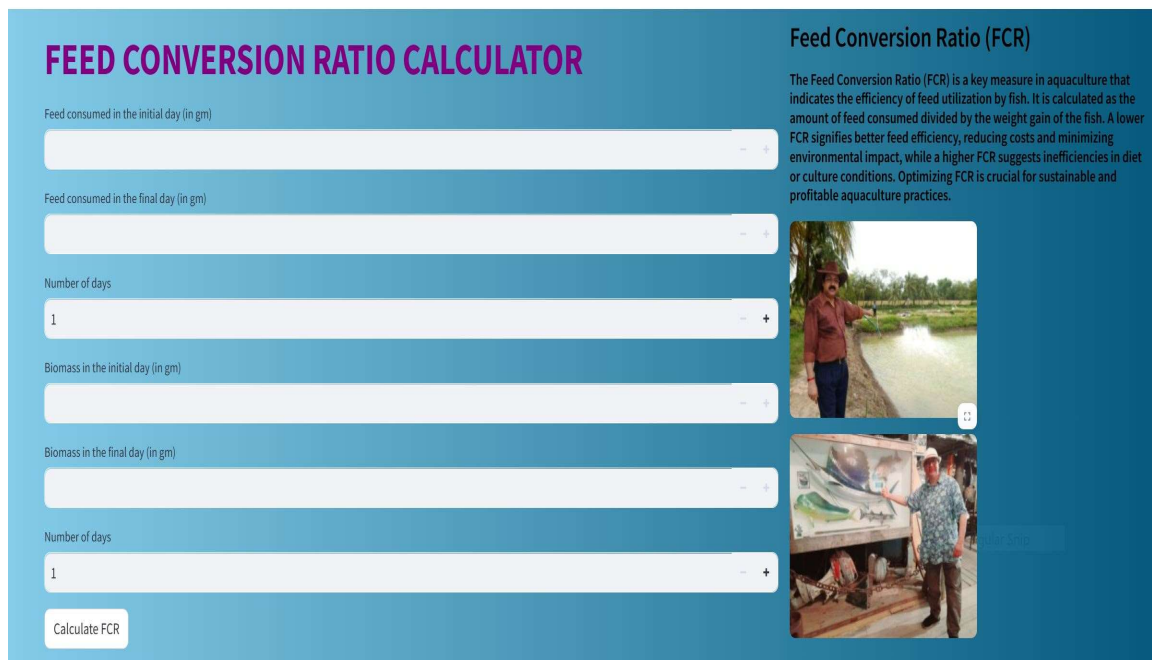 FEED CONVERSION RATIO CALCULATOR
Feed consumed in the initial day (in gm)
Feed consumed in the final day (in gm)
Number of days
1
Biomass in the initial day (in gm)
Biomass in the final day (in gm)
Number of days
1
Calculate FCR
Feed Conversion Ratio (FCR)
The Feed Conversion Ratio (FCR) is a key measure in aquaculture that
indicates the efficiency of feed utilization by fish. It is calculated as the
amount of feed consumed divided by the weight gain of the fish. A lower
FCR signifies better feed efficiency, reducing costs and minimizing
environmental impact, while a higher FCR suggests inefficiencies in diet
or culture conditions. Optimizing FCR is crucial for sustainable and
profitable aquaculture practices.